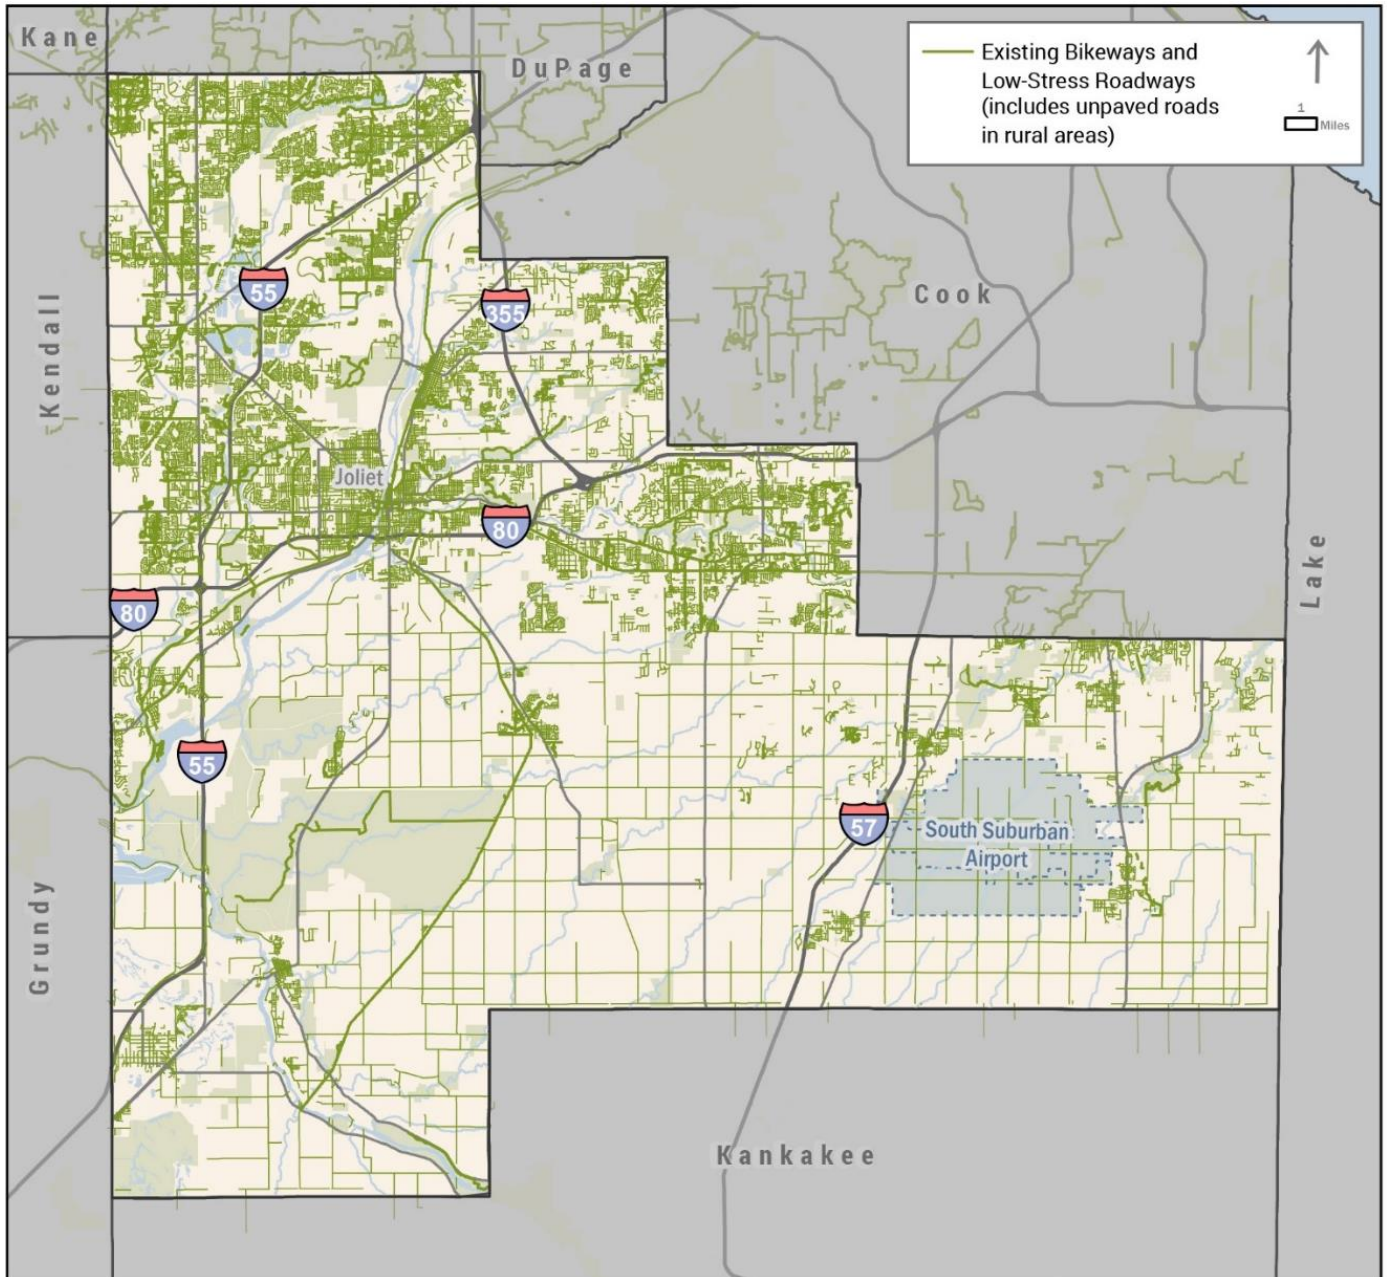 Kane
DuPage
Existing Bikeways and
Low-Stress Roadways
(includes unpaved roads
in rural areas)
1
Miles
55
355
Cook
Kendall
Joliet
80
80
Lake
55
57
South Suburban
Airport
Grundy
Kankakee